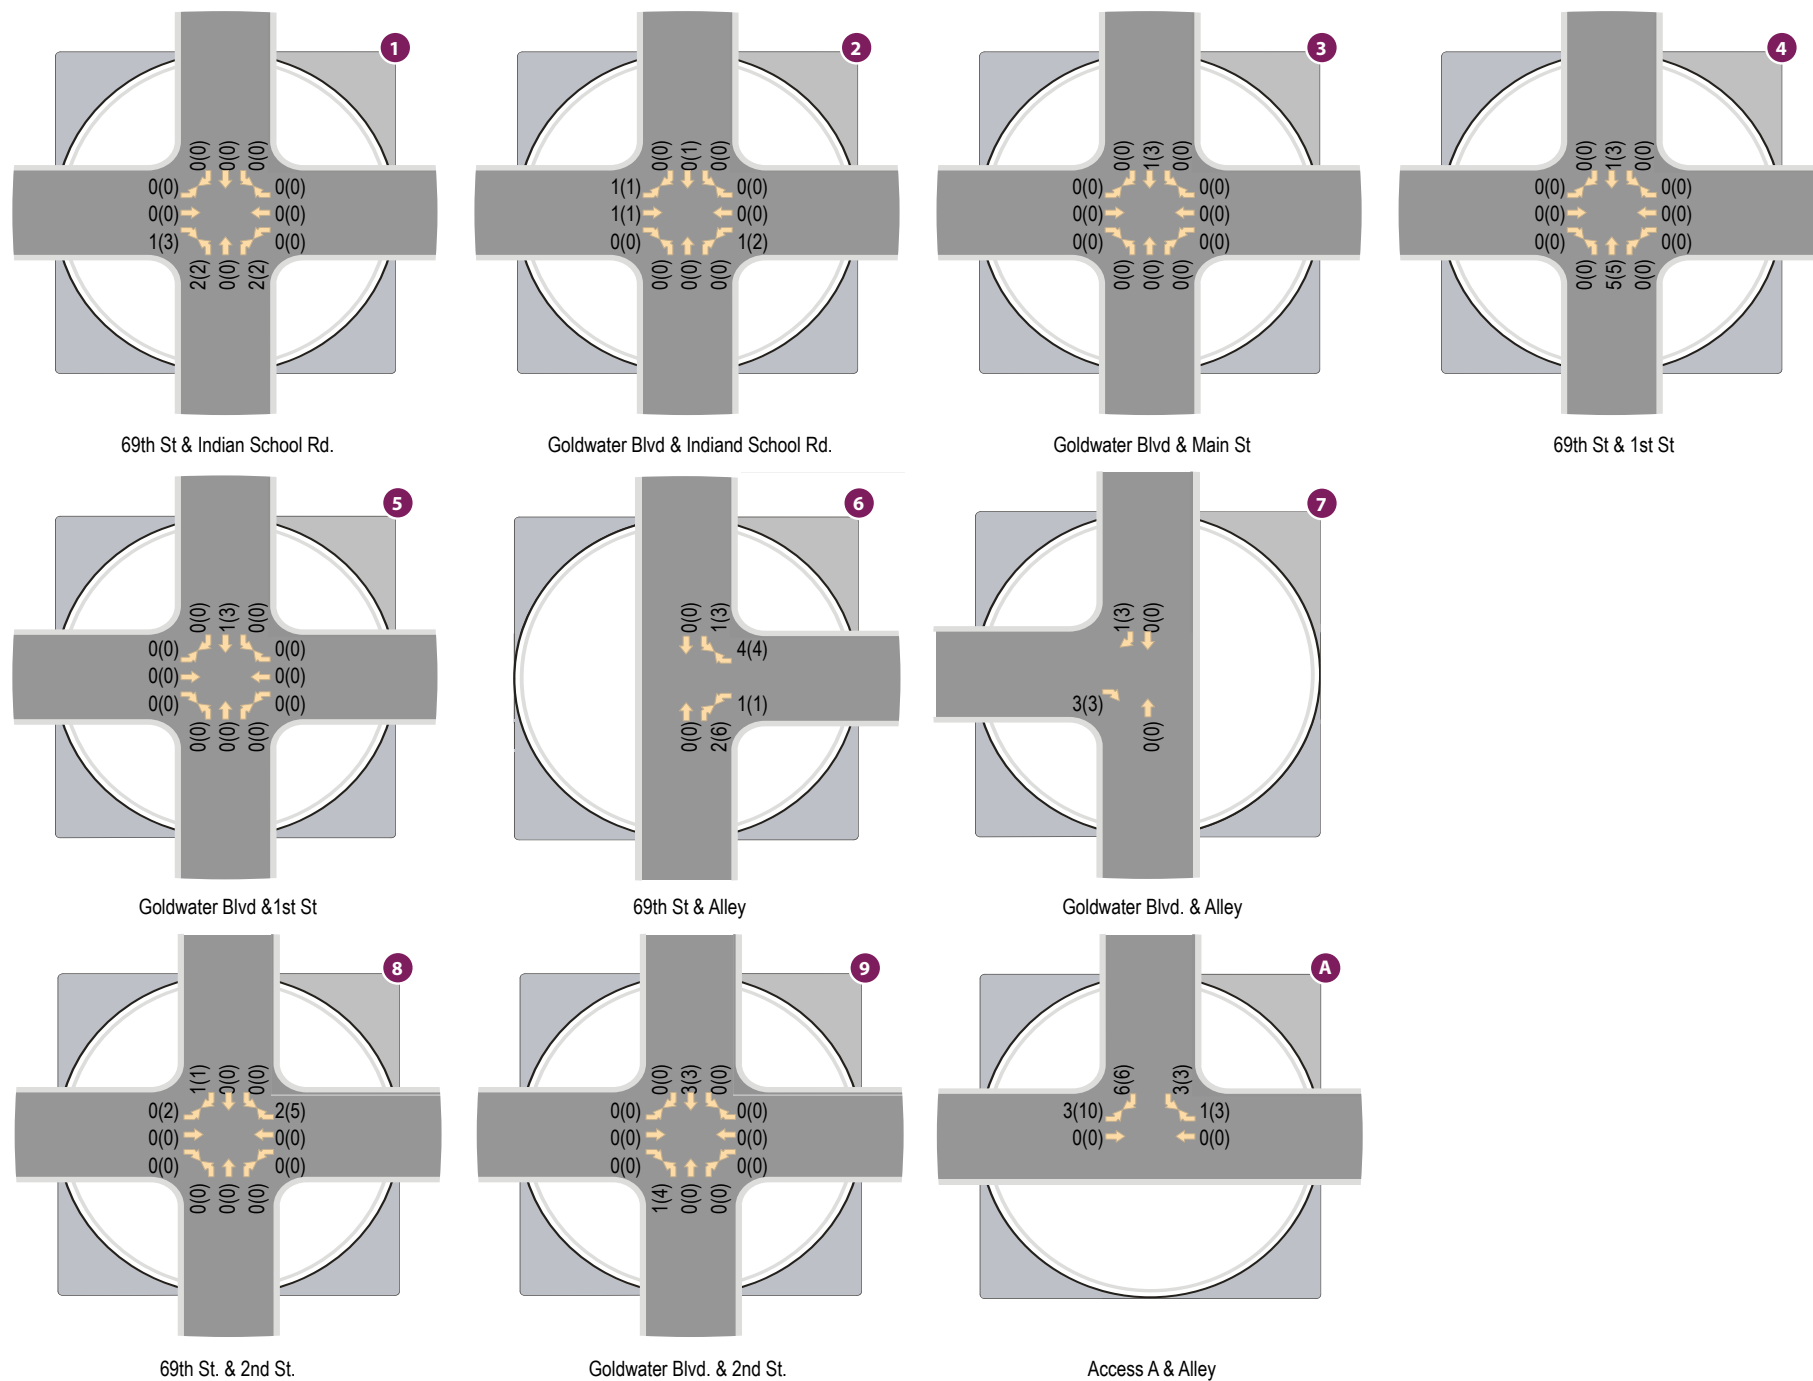 1
0(0) 0(0) 0(0)
0(0) 0(0)
0(0) 0(0)
1(3) 0(0)
2(2) 0(0) 2(2)
69th St & Indian School Rd.
2
0(0) 0(1) 0(0)
1(1) 0(0)
1(1) 0(0)
0(0) 1(2)
0(0) 0(0) 0(0)
Goldwater Blvd & Indiand School Rd.
3
0(0) 1(3) 0(0)
0(0) 0(0)
0(0) 0(0)
0(0) 0(0)
0(0) 0(0) 0(0)
Goldwater Blvd & Main St
4
0(0) 1(3) 0(0)
0(0) 0(0)
0(0) 0(0)
0(0) 0(0)
0(0) 5(5) 0(0)
69th St & 1st St
5
0(0) 1(3) 0(0)
0(0) 0(0)
0(0) 0(0)
0(0) 0(0)
0(0) 0(0) 0(0)
Goldwater Blvd &1st St
6
0(0) 1(3)
4(4)
1(1)
0(0) 2(6)
69th St & Alley
7
1(3) 0(0)
3(3)
0(0)
Goldwater Blvd. & Alley
8
1(1) 0(0) 0(0)
0(2) 2(5)
0(0) 0(0)
0(0) 0(0)
0(0) 0(0) 0(0)
69th St. & 2nd St.
9
0(0) 3(3) 0(0)
0(0) 0(0)
0(0) 0(0)
0(0) 0(0)
1(4) 0(0) 0(0)
Goldwater Blvd. & 2nd St.
A
6(6) 3(3)
3(10) 1(3)
0(0) 0(0)
Access A & Alley